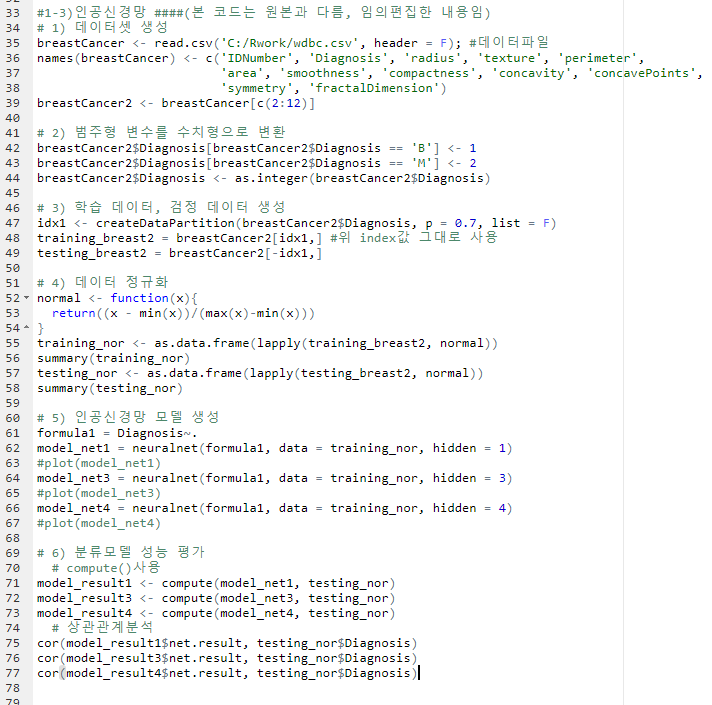 33 #1-3)인공신경망 ####(본 코드는 원본과 다름, 임의편집한 내용임)
34 # 1) 데이터셋 생성
35 breastCancer <- read.csv('C:/Rwork/wdbc.csv', header = F); #데이터파일
36 names(breastCancer) <- c('IDNumber', 'Diagnosis', 'radius', 'texture', 'perimeter',
37 'area', 'smoothness', 'compactness', 'concavity', 'concavePoints',
38 'symmetry', 'fractalDimension')
39 breastCancer2 <- breastCancer[c(2:12)]
40
41 # 2) 범주형 변수를 수치형으로 변환
42 breastCancer2$Diagnosis[breastCancer2$Diagnosis == 'B'] <- 1
43 breastCancer2$Diagnosis[breastCancer2$Diagnosis == 'M'] <- 2
44 breastCancer2$Diagnosis <- as.integer(breastCancer2$Diagnosis)
45
46 # 3) 학습 데이터, 검정 데이터 생성
47 idx1 <- createDataPartition(breastCancer2$Diagnosis, p = 0.7, list = F)
48 training_breast2 = breastCancer2[idx1,] #위 index값 그대로 사용
49 testing_breast2 = breastCancer2[-idx1,]
50
51 # 4) 데이터 정규화
52 normal <- function(x){
53 return((x - min(x))/(max(x)-min(x)))
54 }
55 training_nor <- as.data.frame(lapply(training_breast2, normal))
56 summary(training_nor)
57 testing_nor <- as.data.frame(lapply(testing_breast2, normal))
58 summary(testing_nor)
59
60 # 5) 인공신경망 모델 생성
61 formula1 = Diagnosis~.
62 model_net1 = neuralnet(formula1, data = training_nor, hidden = 1)
63 #plot(model_net1)
64 model_net3 = neuralnet(formula1, data = training_nor, hidden = 3)
65 #plot(model_net3)
66 model_net4 = neuralnet(formula1, data = training_nor, hidden = 4)
67 #plot(model_net4)
68
69 # 6) 분류모델 성능 평가
70 # compute()사용
71 model_result1 <- compute(model_net1, testing_nor)
72 model_result3 <- compute(model_net3, testing_nor)
73 model_result4 <- compute(model_net4, testing_nor)
74 # 상관관계분석
75 cor(model_result1$net.result, testing_nor$Diagnosis)
76 cor(model_result3$net.result, testing_nor$Diagnosis)
77 cor(model_result4$net.result, testing_nor$Diagnosis)
78
79